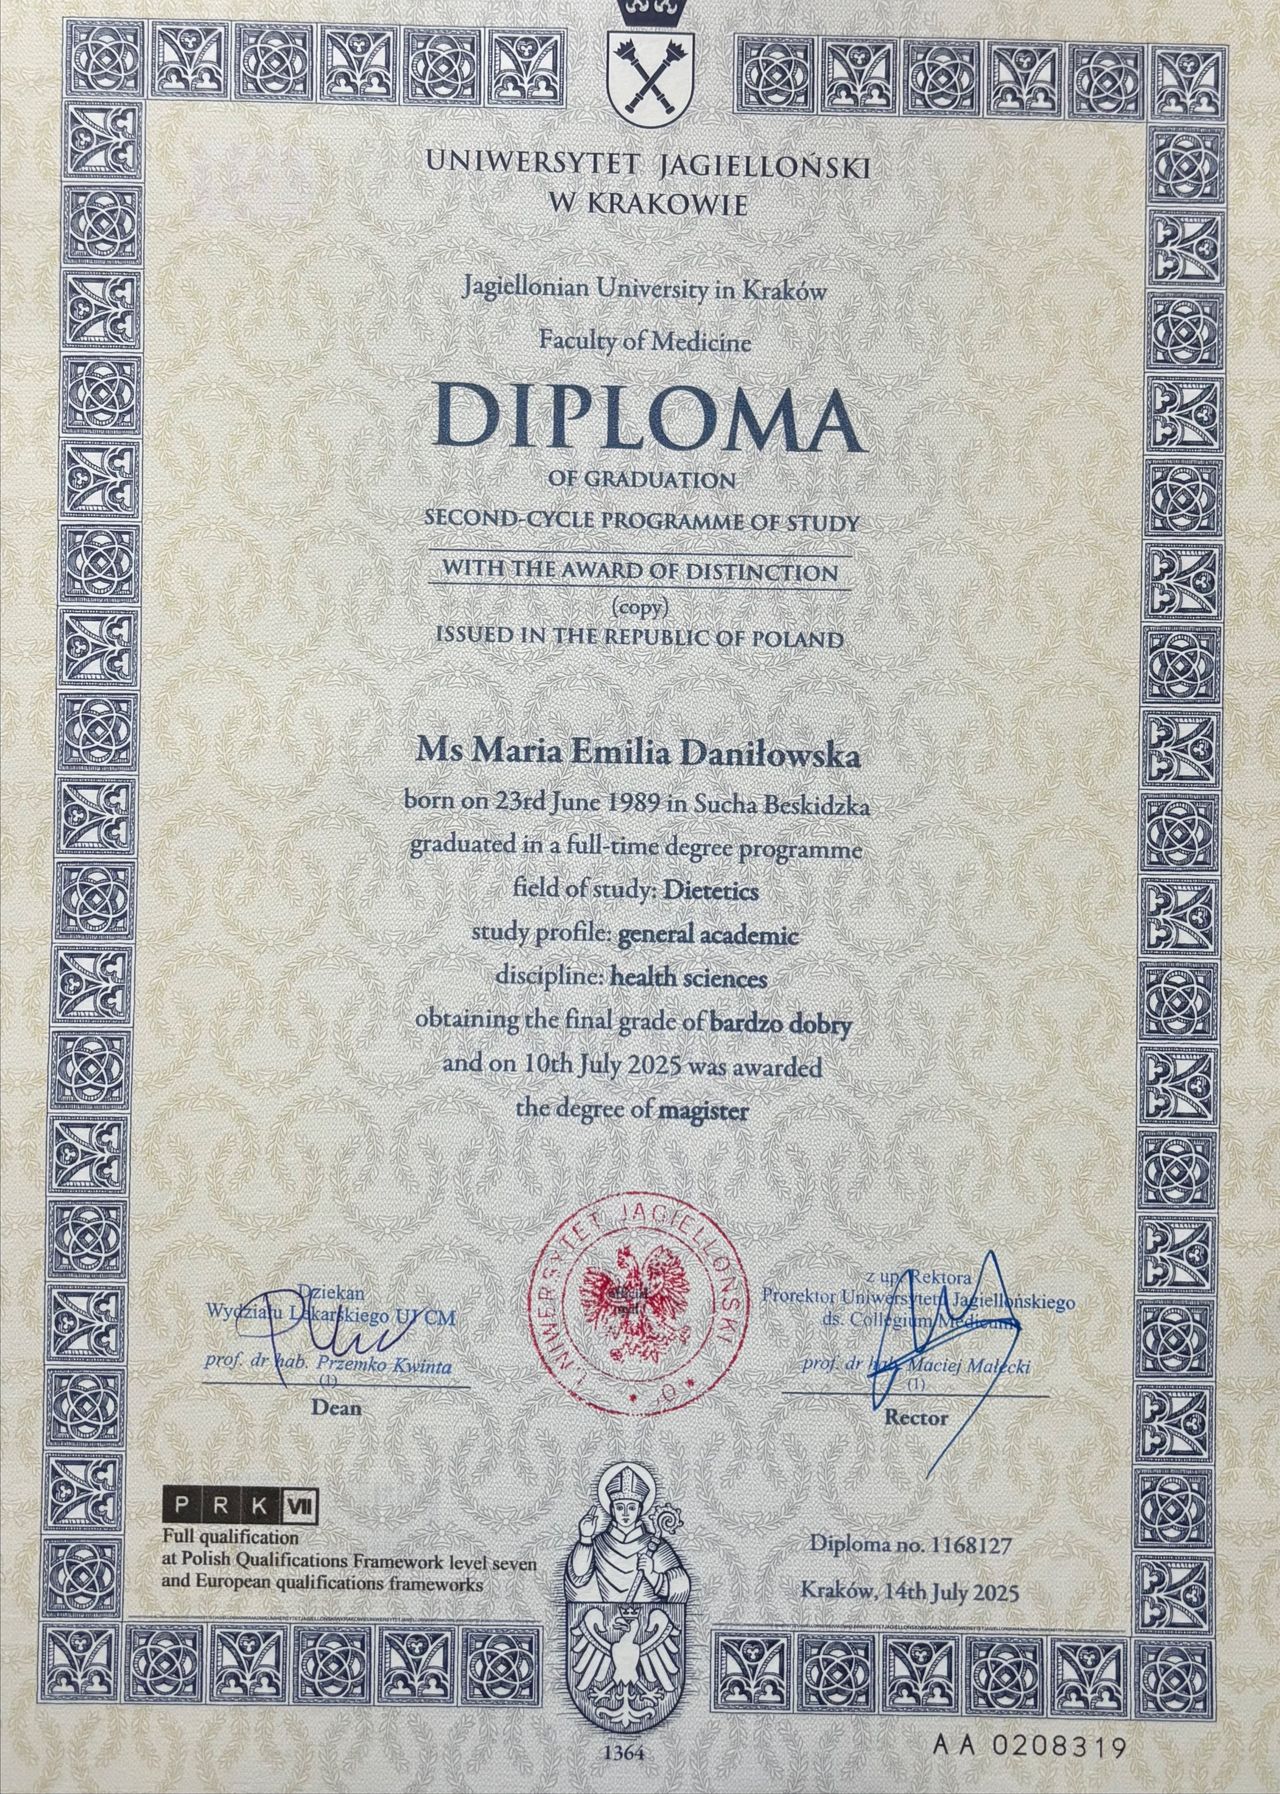 UNIWERSYTET JAGIELLOŃSKI
W KRAKOWIE
Jagiellonian University in Kraków
Faculty of Medicine
DIPLOMA
OF GRADUATION
SECOND-CYCLE PROGRAMME OF STUDY
WITH THE AWARD OF DISTINCTION
(copy)
ISSUED IN THE REPUBLIC OF POLAND
Ms Maria Emilia Daniłowska
born on 23rd June 1989 in Sucha Beskidzka
graduated in a full-time degree programme
field of study: Dietetics
study profile: general academic
discipline: health sciences
obtaining the final grade of bardzo dobry
and on 10th July 2025 was awarded
the degree of magister
UNIWERSYTET JAGIELLOŃSKI
official
seal
Dziekan
Wydziału Lekarskiego UJ CM
prof. dr hab. Przemko Kwinta
(1)
Dean
z up. Rektora
Prorektor Uniwersytetu Jagiellońskiego
ds. Collegium Medicum
prof. dr hab. Maciej Małecki
(1)
Rector
PRK VII
Full qualification
at Polish Qualifications Framework level seven
and European qualifications frameworks
Diploma no. 1168127
Kraków, 14th July 2025
1364
AA 0208319